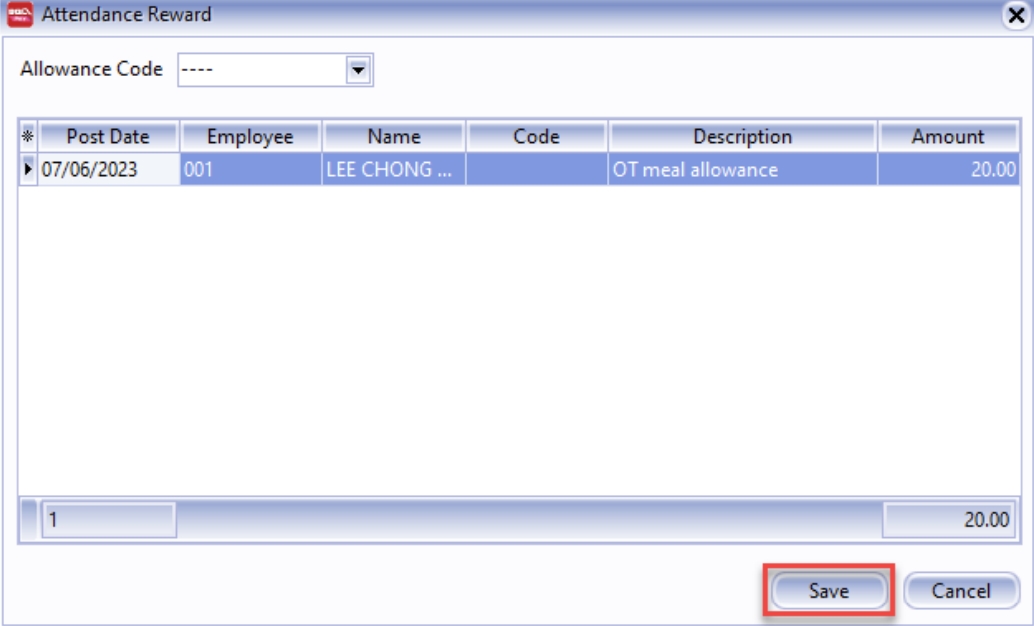 Attendance Reward
Allowance Code ----
Post Date Employee Name Code Description Amount
07/06/2023 001 LEE CHONG ... OT meal allowance 20.00
1 20.00
Save Cancel